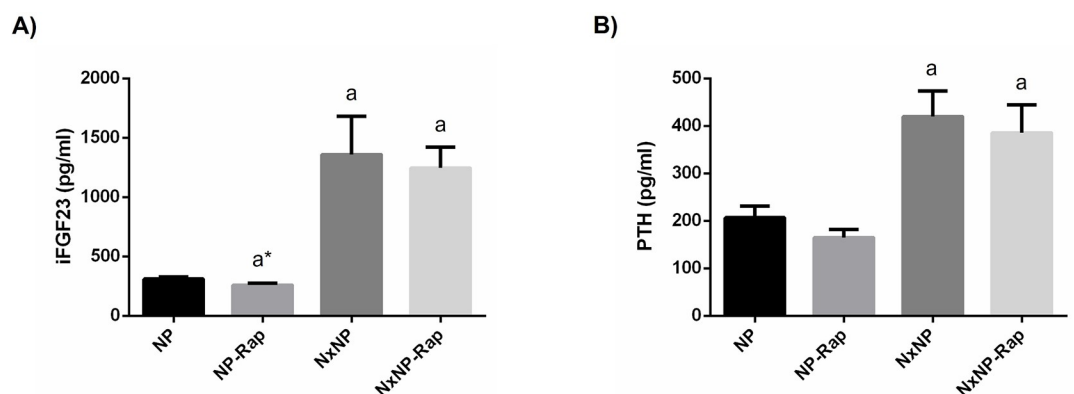 A)
iFGF23 (pg/ml)
2000
1500
1000
500
0
a*
a
a
NP
NP-Rap
NxNP
NxNP-Rap
B)
PTH (pg/ml)
500
400
300
200
100
0
a
a
NP
NP-Rap
NxNP
NxNP-Rap